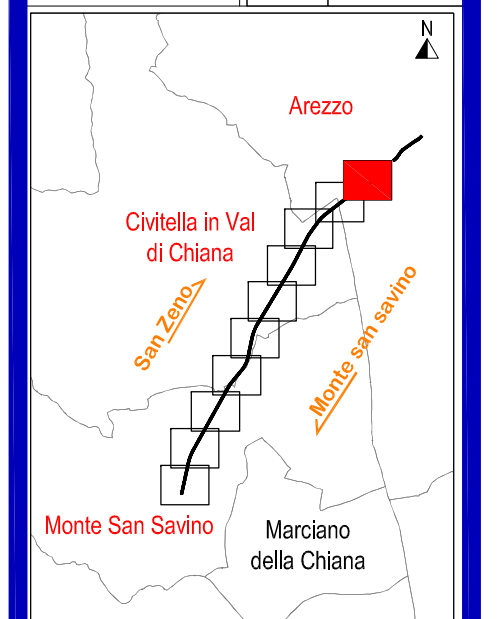 N
Arezzo
Civitella in Val
di Chiana
San Zeno
Monte san savino
Monte San Savino
Marciano
della Chiana